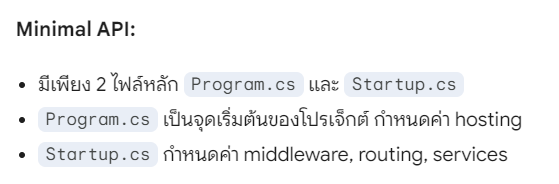 Minimal API:
มีเพียง 2 ไฟล์หลัก Program.cs และ Startup.cs
Program.cs เป็นจุดเริ่มต้นของโปรเจ็กต์ กำหนดค่า hosting
Startup.cs กำหนดค่า middleware, routing, services